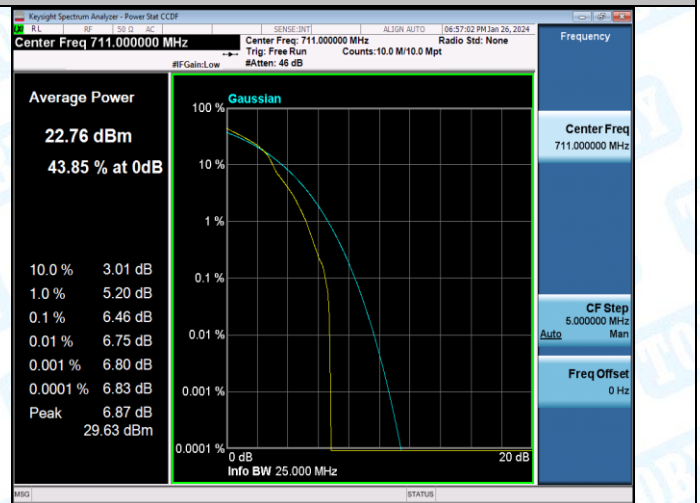 Keysight Spectrum Analyzer - Power Stat CCDF
RL RF 50 Ω AC SENSE:INT ALIGN AUTO 06:57:02 PM Jan 26, 2024
Center Freq 711.000000 MHz
Center Freq: 711.000000 MHz Radio Std: None
Trig: Free Run Counts:10.0 M/10.0 Mpt
#IFGain:Low #Atten: 46 dB
Frequency
Average Power
22.76 dBm
43.85 % at 0dB
10.0 % 3.01 dB
1.0 % 5.20 dB
0.1 % 6.46 dB
0.01 % 6.75 dB
0.001 % 6.80 dB
0.0001 % 6.83 dB
Peak 6.87 dB
29.63 dBm
Gaussian
100 %
10 %
1 %
0.1 %
0.01 %
0.001 %
0.0001 %
0 dB 20 dB
Info BW 25.000 MHz
Center Freq
711.000000 MHz
CF Step
5.000000 MHz
Auto Man
Freq Offset
0 Hz
MSG STATUS